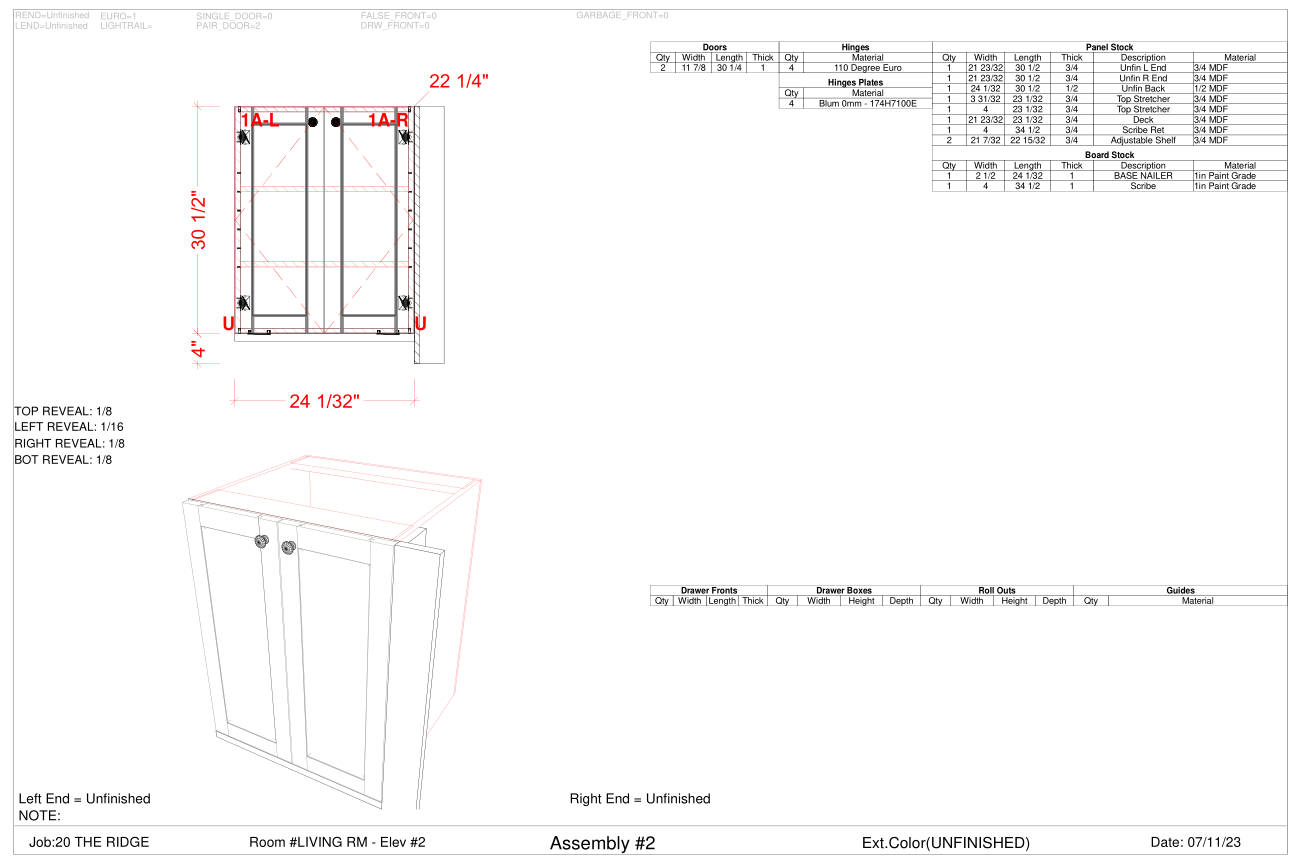 REND=Unfinished EURO=1 SINGLE_DOOR=0 FALSE_FRONT=0 GARBAGE_FRONT=0
LEND=Unfinished LIGHTRAIL= PAIR_DOOR=2 DRW_FRONT=0
Doors Hinges Panel Stock
Qty Width Length Thick Qty Material Qty Width Length Thick Description Material
2 11 7/8 30 1/4 1 4 110 Degree Euro 1 21 23/32 30 1/2 3/4 Unfin L End 3/4 MDF
1 21 23/32 30 1/2 3/4 Unfin R End 3/4 MDF
Hinges Plates
1 24 1/32 30 1/2 1/2 Unfin Back 1/2 MDF
Qty Material
1 3 31/32 23 1/32 3/4 Top Stretcher 3/4 MDF
4 Blum 0mm - 174H7100E
1 4 23 1/32 3/4 Top Stretcher 3/4 MDF
1 21 23/32 23 1/32 3/4 Deck 3/4 MDF
1 4 34 1/2 3/4 Scribe Ret 3/4 MDF
2 21 7/32 22 15/32 3/4 Adjustable Shelf 3/4 MDF
Board Stock
Qty Width Length Thick Description Material
1 2 1/2 24 1/32 1 BASE NAILER 1in Paint Grade
1 4 34 1/2 1 Scribe 1in Paint Grade
22 1/4"
1A-L 1A-R
30 1/2"
U U
4"
24 1/32"
TOP REVEAL: 1/8
LEFT REVEAL: 1/16
RIGHT REVEAL: 1/8
BOT REVEAL: 1/8
Drawer Fronts Drawer Boxes Roll Outs Guides
Qty Width Length Thick Qty Width Height Depth Qty Width Height Depth Qty Material
Left End = Unfinished Right End = Unfinished
NOTE:
Job:20 THE RIDGE Room #LIVING RM - Elev #2 Assembly #2 Ext.Color(UNFINISHED) Date: 07/11/23